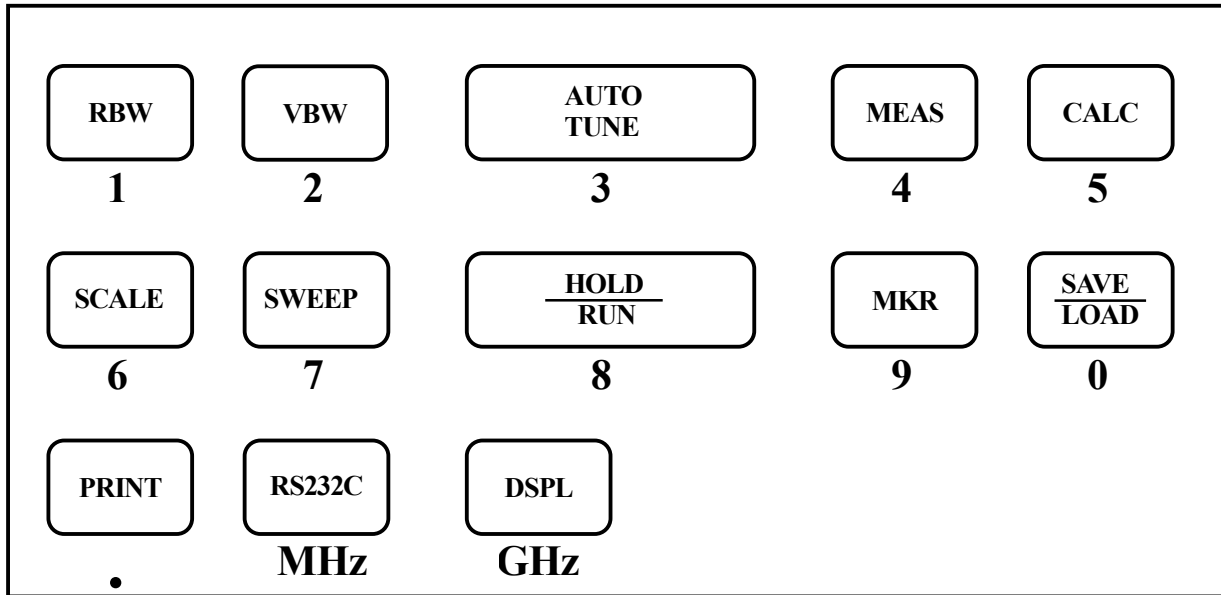 RBW VBW AUTO TUNE MEAS CALC
1 2 3 4 5
SCALE SWEEP HOLD RUN MKR SAVE LOAD
6 7 8 9 0
PRINT RS232C DSPL
. MHz GHz